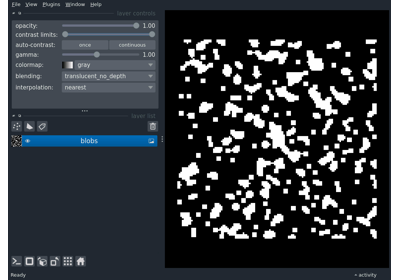 File View Plugins Window Help
layer controls
opacity: 1.00
contrast limits:
auto-contrast: once continuous
gamma: 1.00
colormap: gray
blending: translucent_no_depth
interpolation: nearest
layer list
blobs
Ready activity